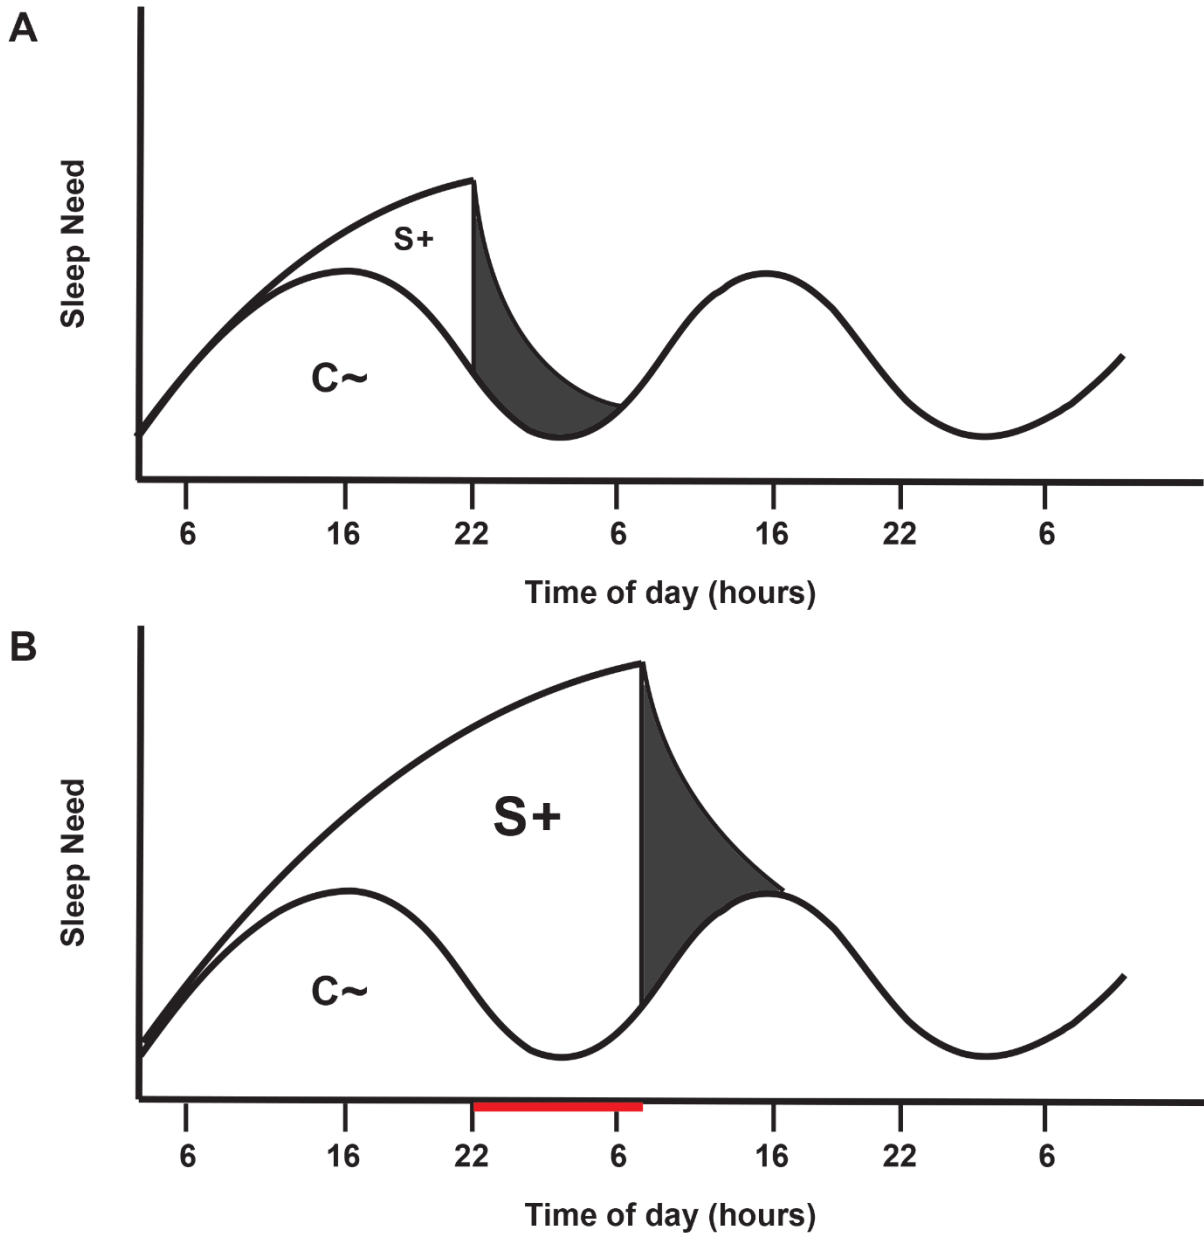 A
Sleep Need
S+
C~
6 16 22 6 16 22 6
Time of day (hours)
B
Sleep Need
S+
C~
6 16 22 6 16 22 6
Time of day (hours)